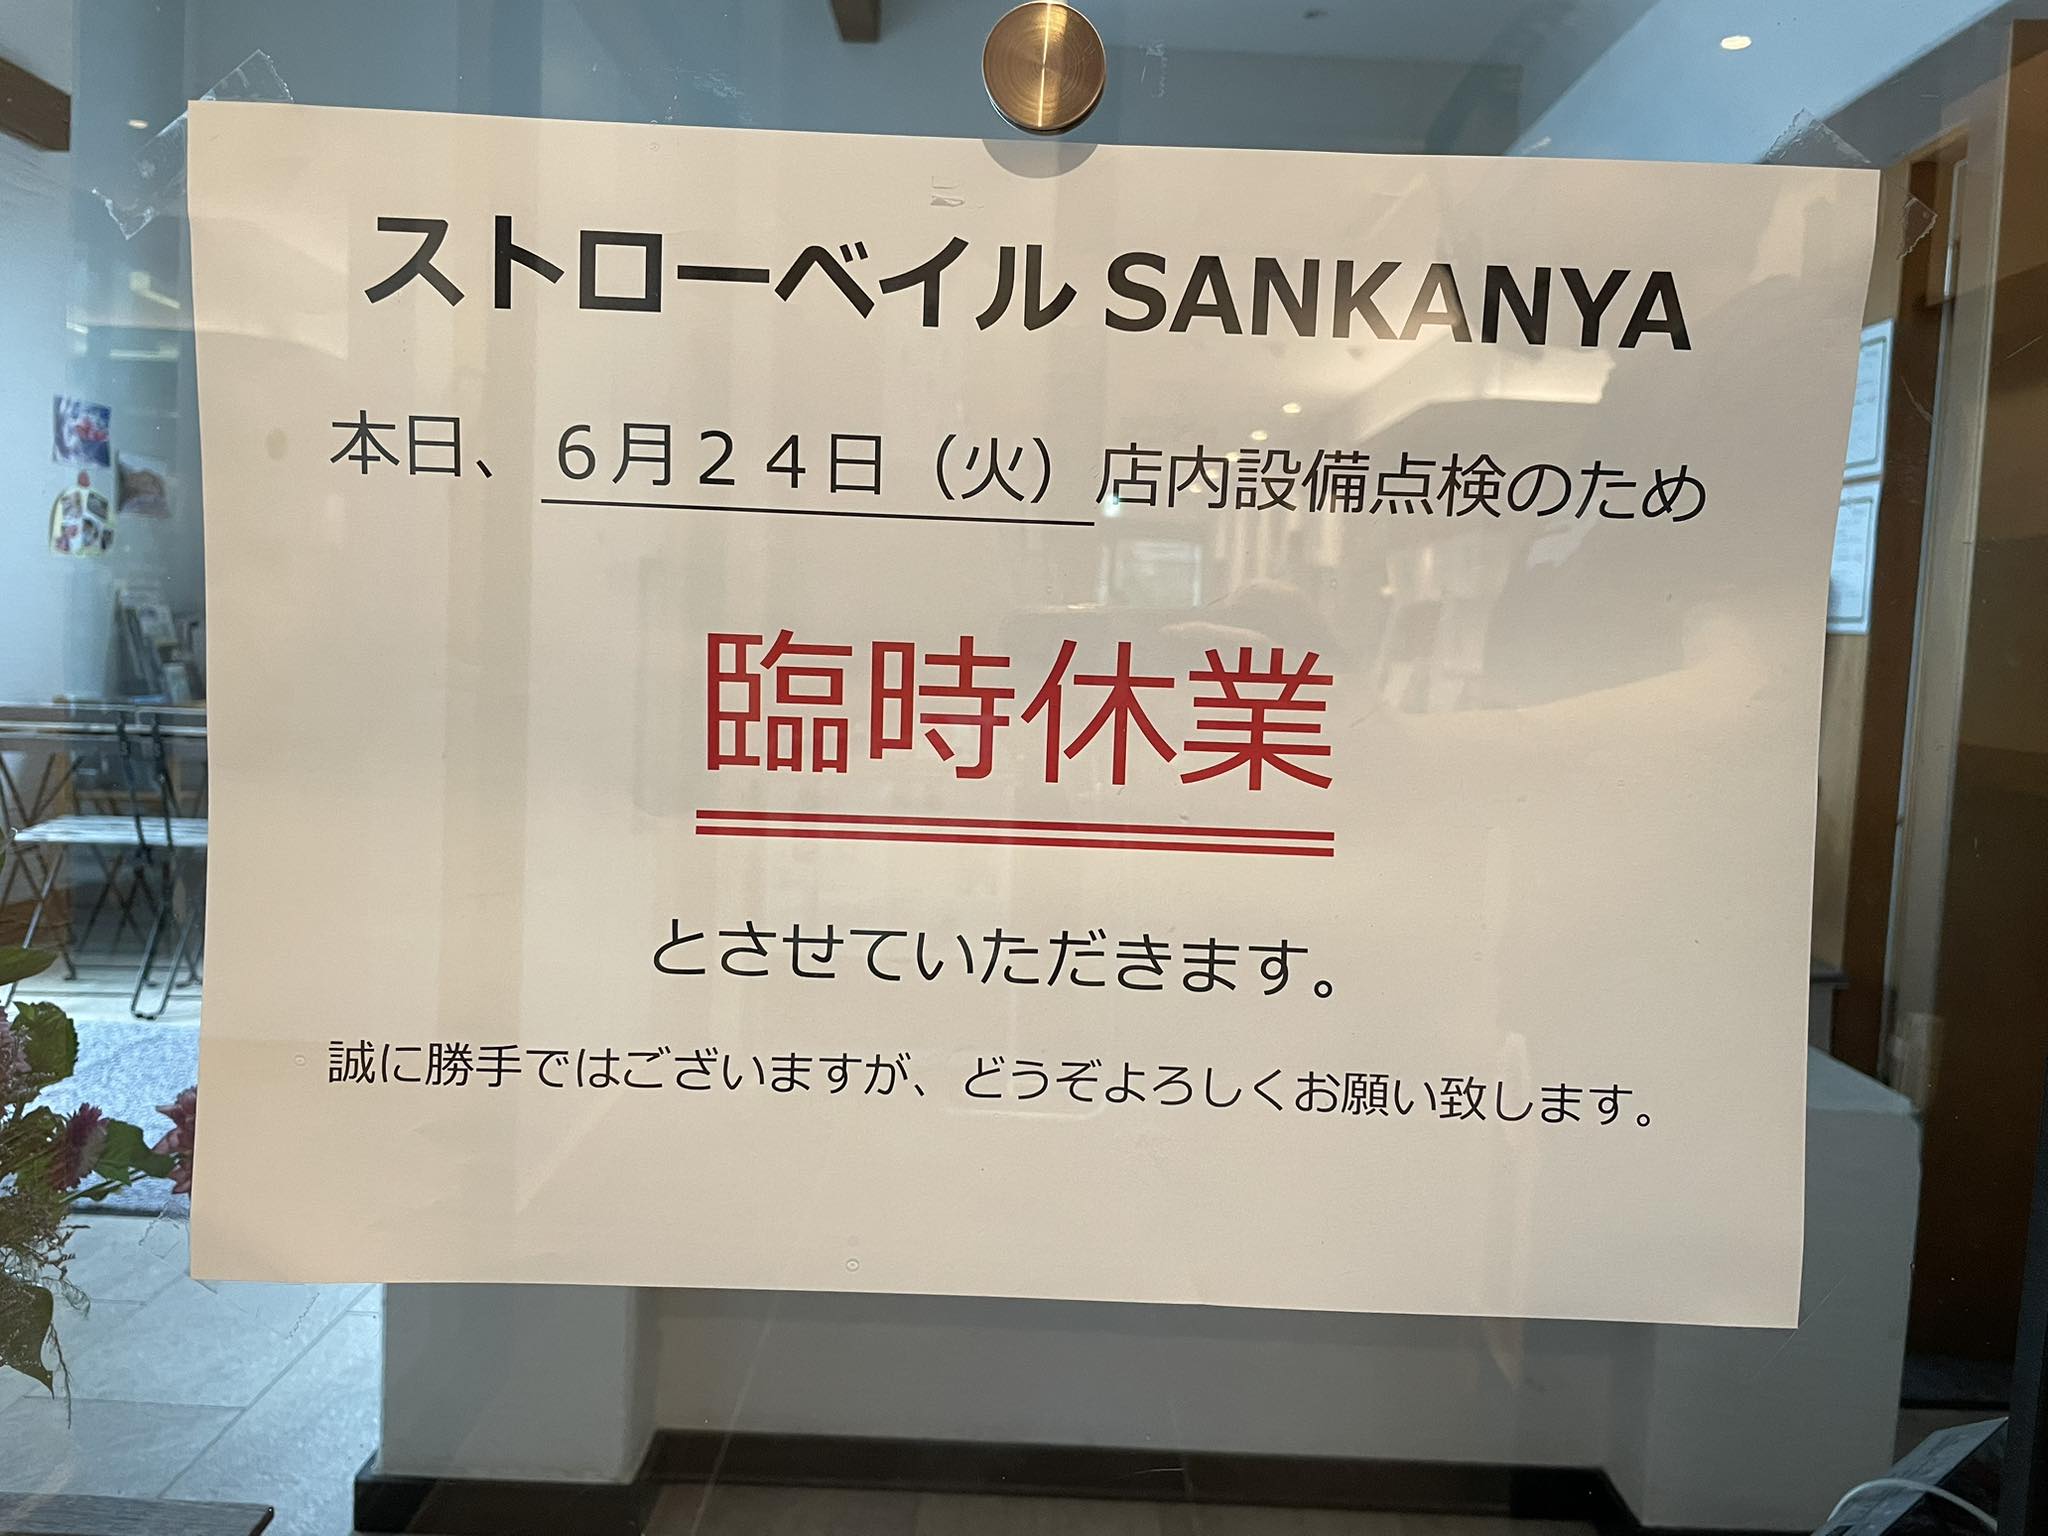 ストローベイル SANKANYA
本日、６月２４日（火）店内設備点検のため
臨時休業
とさせていただきます。
誠に勝手ではございますが、どうぞよろしくお願い致します。